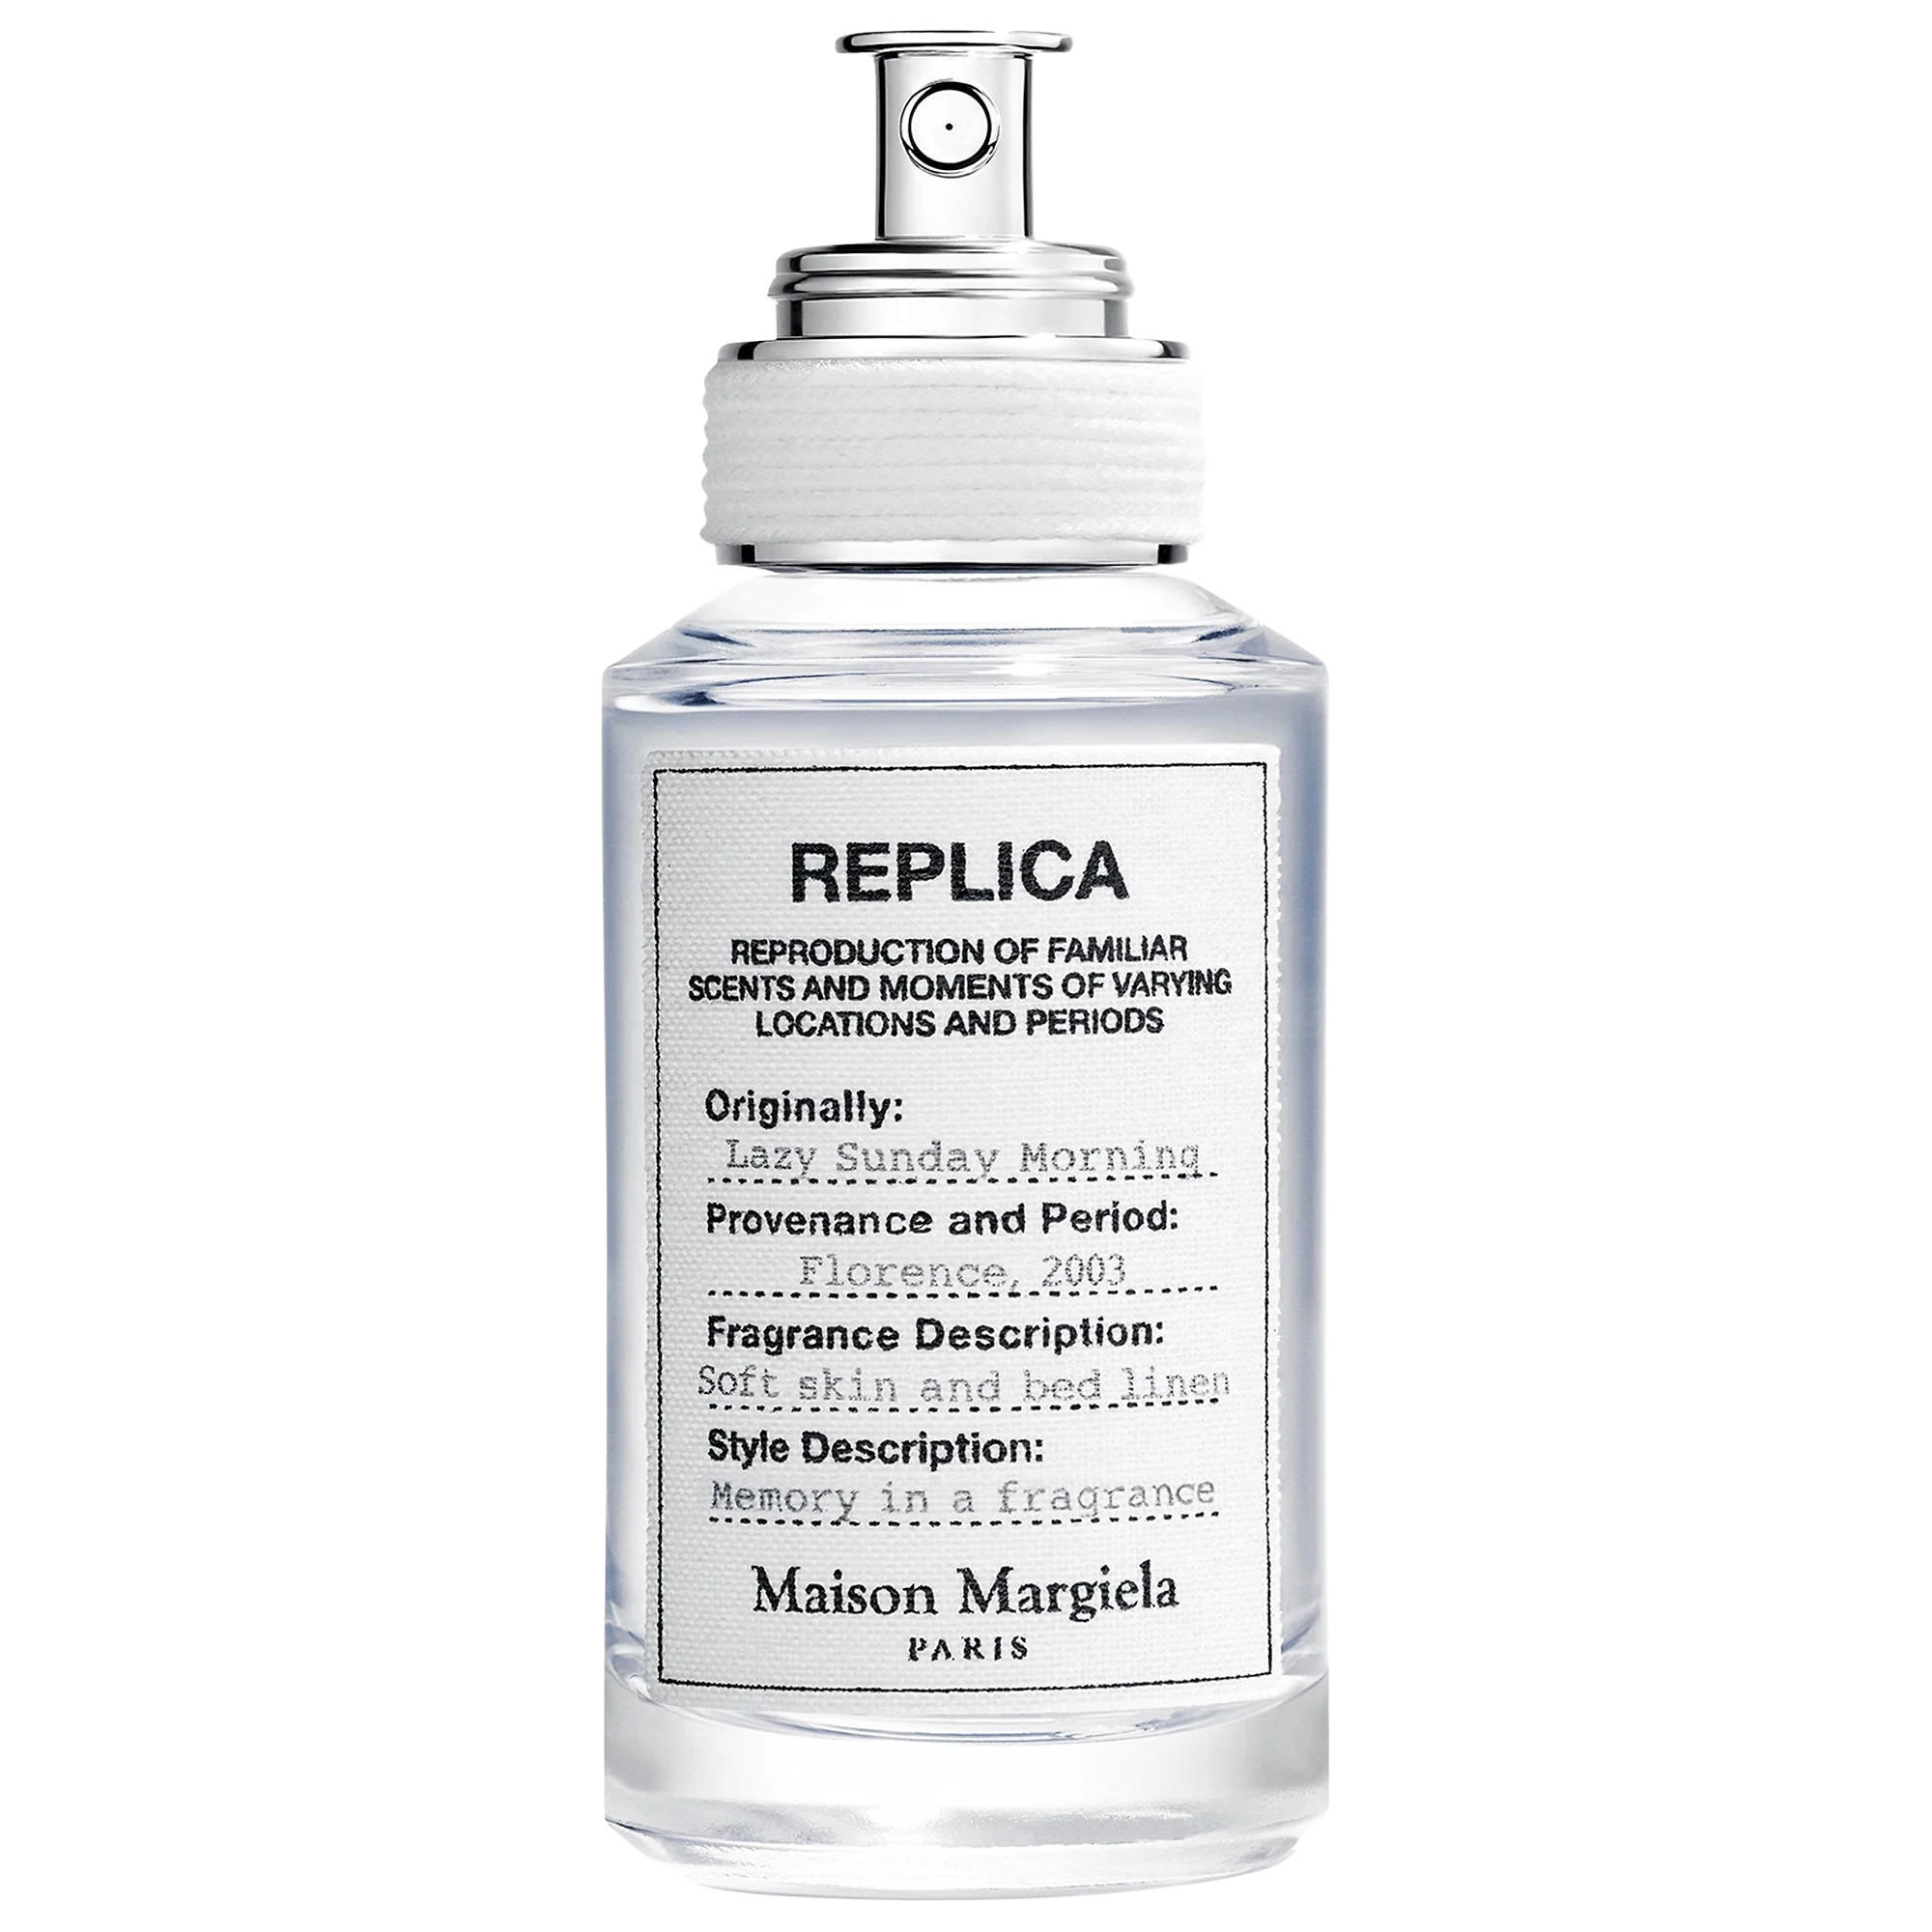 REPLICA
REPRODUCTION OF FAMILIAR
SCENTS AND MOMENTS OF VARYING
LOCATIONS AND PERIODS
Originally:
Lazy Sunday Morning
Provenance and Period:
Florence, 2003
Fragrance Description:
Soft skin and bed linen
Style Description:
Memory in a fragrance
Maison Margiela
PARIS